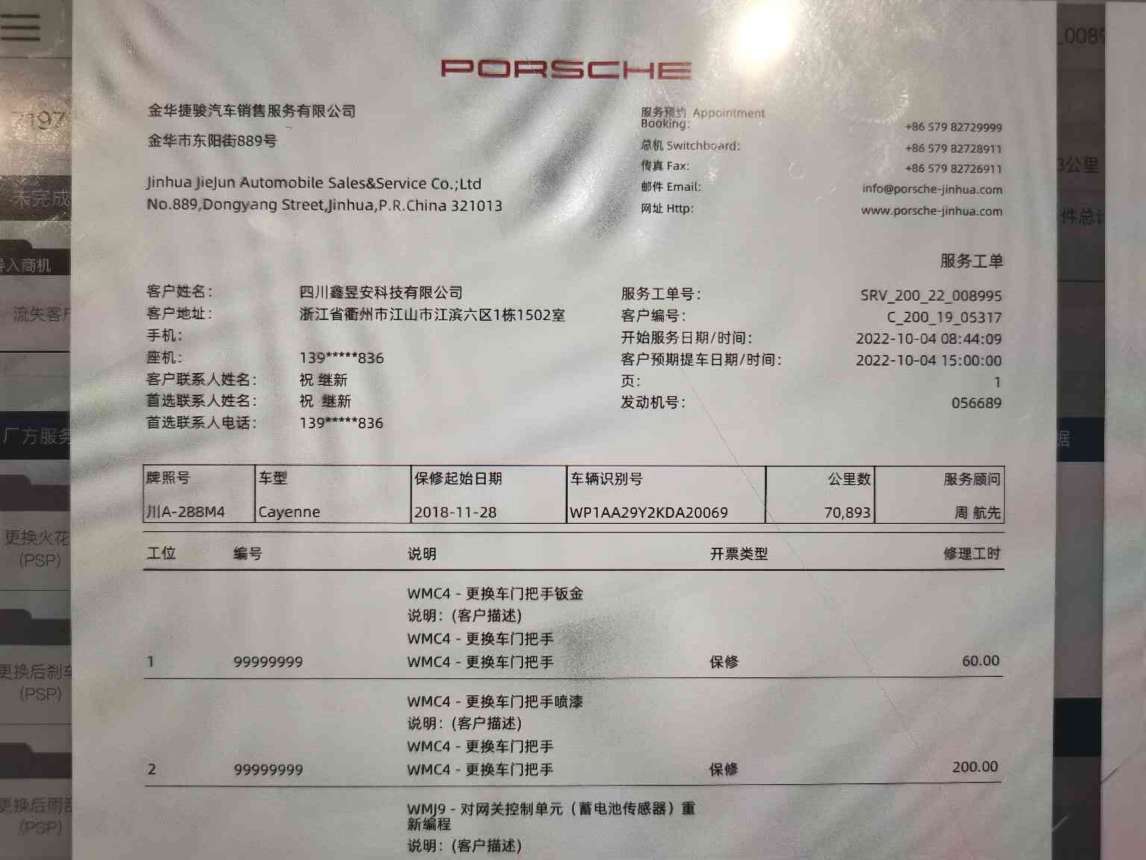 PORSCHE
金华捷骏汽车销售服务有限公司
金华市东阳街889号
Jinhua JieJun Automobile Sales&Service Co.;Ltd
No.889,Dongyang Street,Jinhua,P.R.China 321013
服务预约 Appointment Booking: +86 579 82729999
总机 Switchboard: +86 579 82728911
传真 Fax: +86 579 82726911
邮件 Email: info@porsche-jinhua.com
网址 Http: www.porsche-jinhua.com
服务工单
客户姓名: 四川鑫昱安科技有限公司
客户地址: 浙江省衢州市江山市江滨六区1栋1502室
手机:
座机: 139*****836
客户联系人姓名: 祝 继新
首选联系人姓名: 祝 继新
首选联系人电话: 139*****836
服务工单号: SRV_200_22_008995
客户编号: C_200_19_05317
开始服务日期/时间: 2022-10-04 08:44:09
客户预期提车日期/时间: 2022-10-04 15:00:00
页: 1
发动机号: 056689
牌照号 车型 保修起始日期 车辆识别号 公里数 服务顾问
川A-288M4 Cayenne 2018-11-28 WP1AA29Y2KDA20069 70,893 周 航先
工位 编号 说明 开票类型 修理工时
WMC4 - 更换车门把手钣金
说明: (客户描述)
WMC4 - 更换车门把手
1 99999999 WMC4 - 更换车门把手 保修 60.00
WMC4 - 更换车门把手喷漆
说明: (客户描述)
WMC4 - 更换车门把手
2 99999999 WMC4 - 更换车门把手 保修 200.00
WMJ9 - 对网关控制单元（蓄电池传感器）重
新编程
说明: (客户描述)
7197
未完成
导入商机
流失客户
厂方服务
更换火花
(PSP)
更换后刹车
(PSP)
更换后雨刮
(PSP)
_0089
3公里
件总计
据